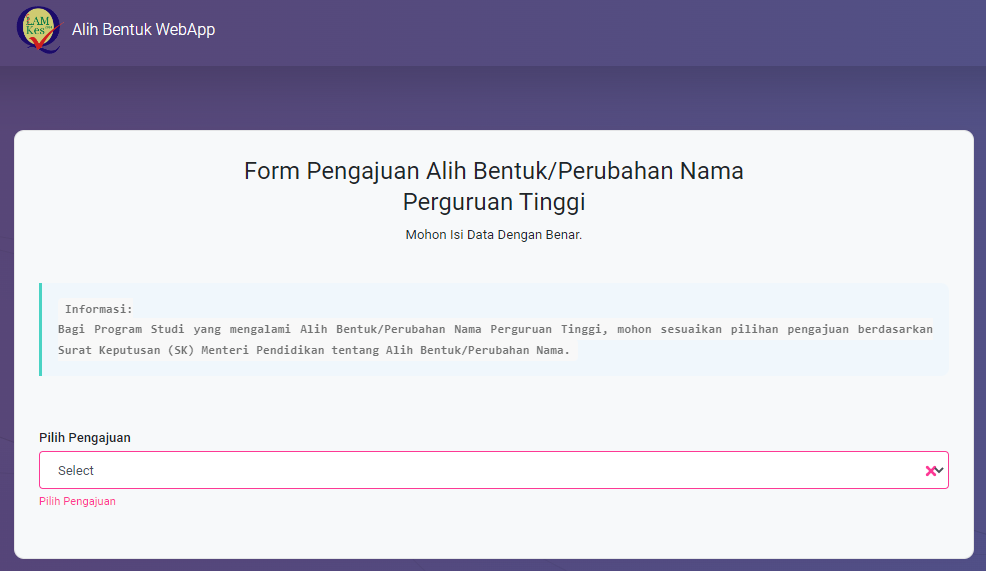 LAM
Kes
Alih Bentuk WebApp
Form Pengajuan Alih Bentuk/Perubahan Nama
Perguruan Tinggi
Mohon Isi Data Dengan Benar.
Informasi:
Bagi Program Studi yang mengalami Alih Bentuk/Perubahan Nama Perguruan Tinggi, mohon sesuaikan pilihan pengajuan berdasarkan
Surat Keputusan (SK) Menteri Pendidikan tentang Alih Bentuk/Perubahan Nama.
Pilih Pengajuan
Select
Pilih Pengajuan